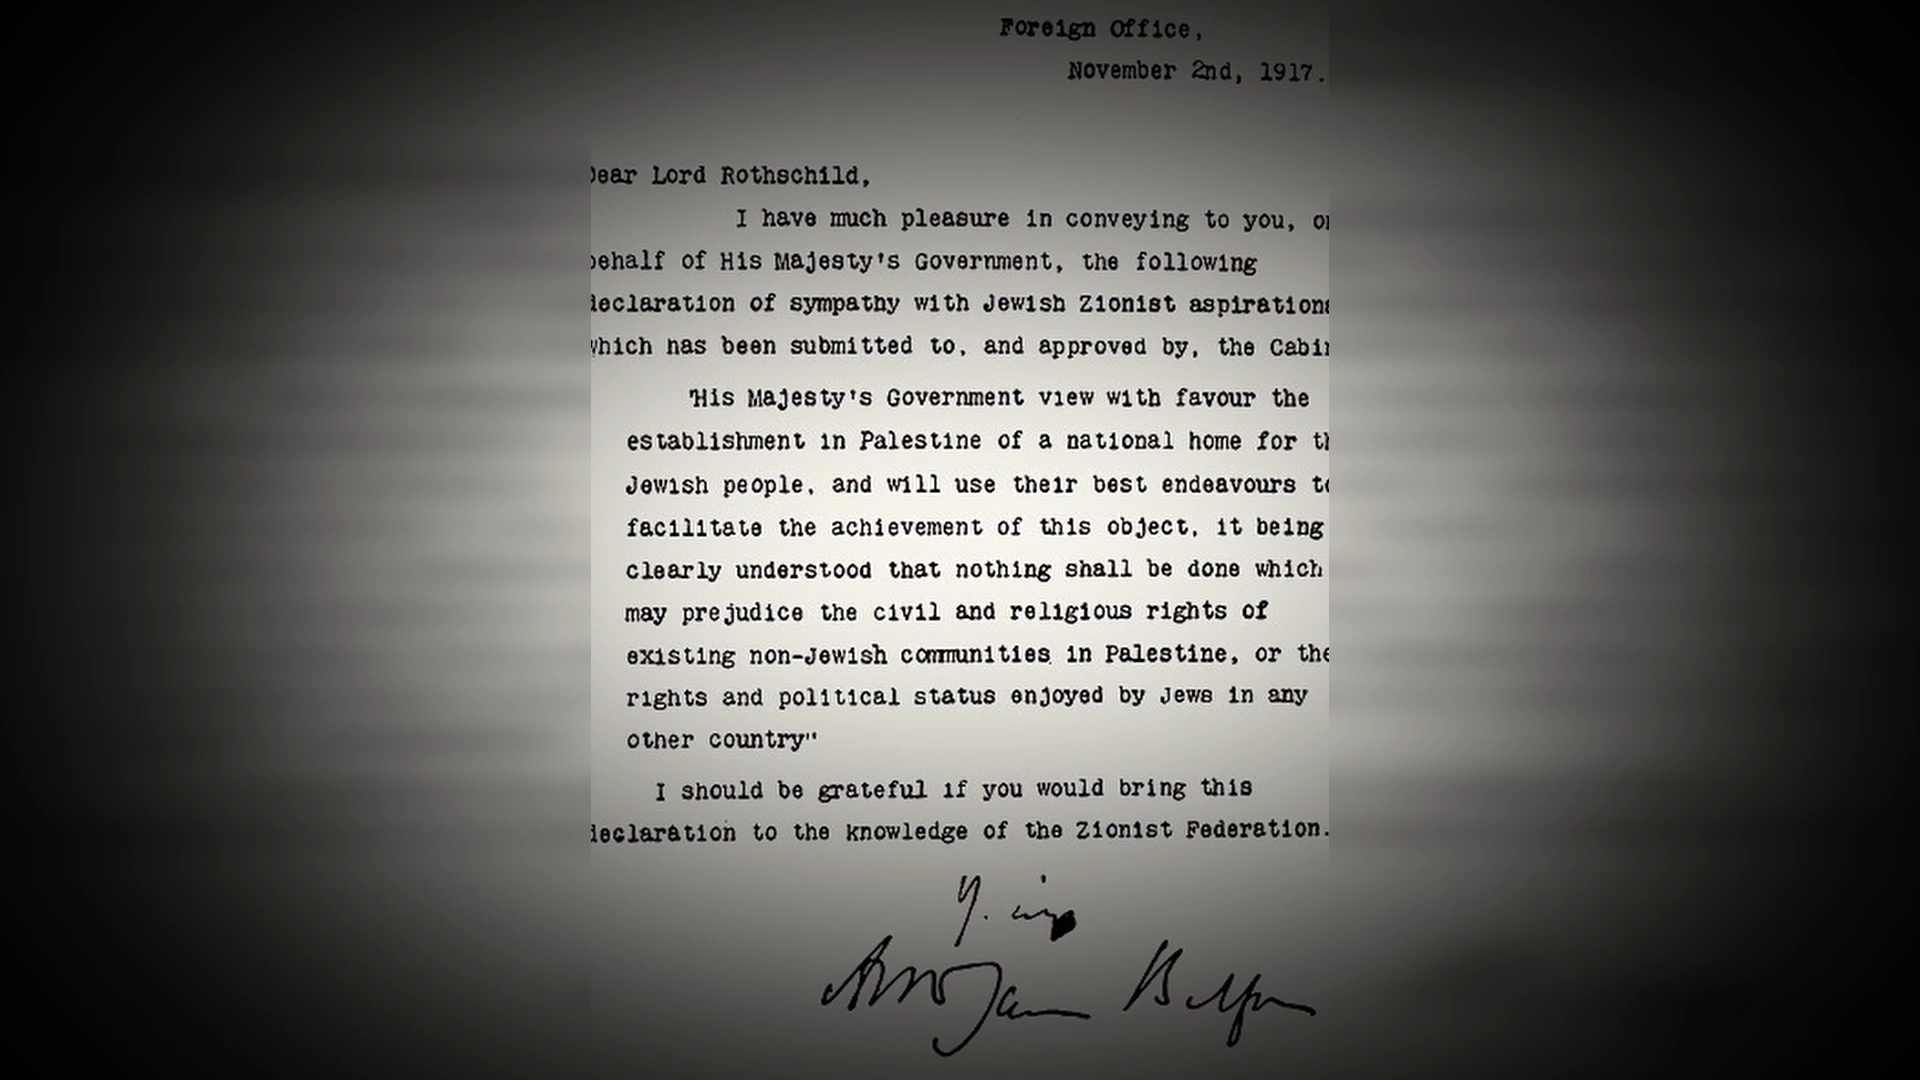 Foreign Office,
November 2nd, 1917.
Dear Lord Rothschild,
I have much pleasure in conveying to you, on
behalf of His Majesty's Government, the following
declaration of sympathy with Jewish Zionist aspirations
which has been submitted to, and approved by, the
"His Majesty's Government view with favour the
establishment in Palestine of a national home for the
Jewish people, and will use their best endeavours to
facilitate the achievement of this object, it being
clearly understood that nothing shall be done which
may prejudice the civil and religious rights of
existing non-Jewish communities in Palestine, or the
rights and political status enjoyed by Jews in any
other country"
I should be grateful if you would bring this
declaration to the knowledge of the Zionist Federation.